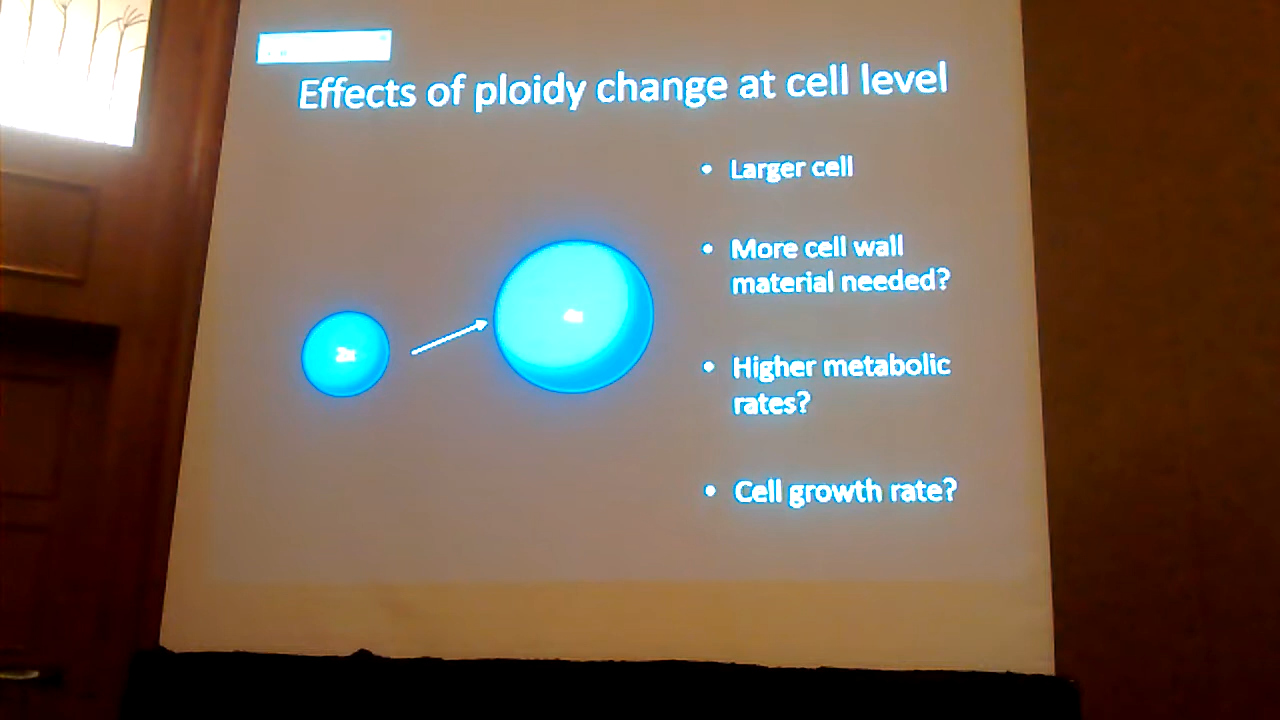 Effects of ploidy change at cell level
• Larger cell
• More cell wall
material needed?
• Higher metabolic
rates?
• Cell growth rate?
2x
4x